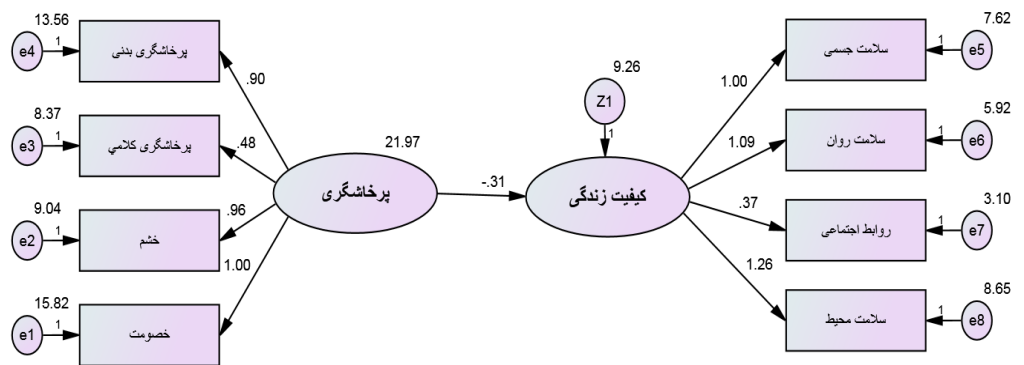 13.56
e4
1
پرخاشگری بدنی
.90
8.37
e3
1
پرخاشگری کلامي
.48
9.04
e2
1
خشم
.96
15.82
e1
1
خصومت
1.00
21.97
پرخاشگری
-.31
9.26
Z1
1
کیفیت زندگی
1.00
سلامت جسمی
7.62
1
e5
1.09
سلامت روان
5.92
1
e6
.37
روابط اجتماعی
3.10
1
e7
1.26
سلامت محیط
8.65
1
e8